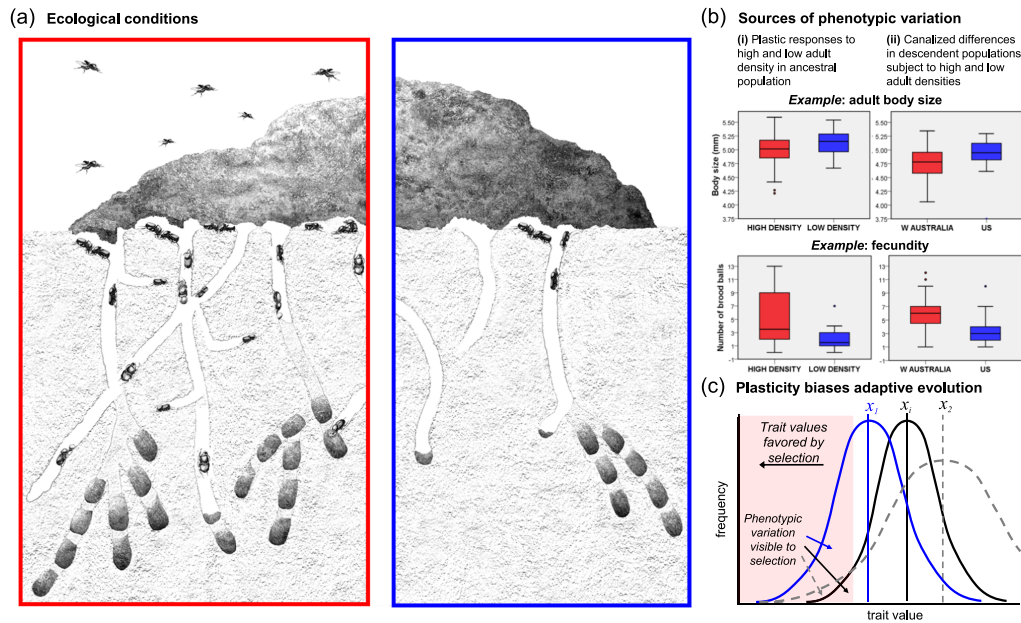 (a) Ecological conditions
(b) Sources of phenotypic variation
(i) Plastic responses to
high and low adult
density in ancestral
population
(ii) Canalized differences
in descendent populations
subject to high and low
adult densities
Example: adult body size
Body size (mm)
5.50
5.25
5.00
4.75
4.50
4.25
4.00
3.75
HIGH DENSITY LOW DENSITY
5.50
5.25
5.00
4.75
4.50
4.25
4.00
3.75
W AUSTRALIA US
Example: fecundity
Number of brood balls
13
11
9
7
5
3
1
-1
HIGH DENSITY LOW DENSITY
13
11
9
7
5
3
1
-1
W AUSTRALIA US
(c) Plasticity biases adaptive evolution
x1 xi x2
Trait values
favored by
selection
Phenotypic
variation
visible to
selection
frequency
trait value